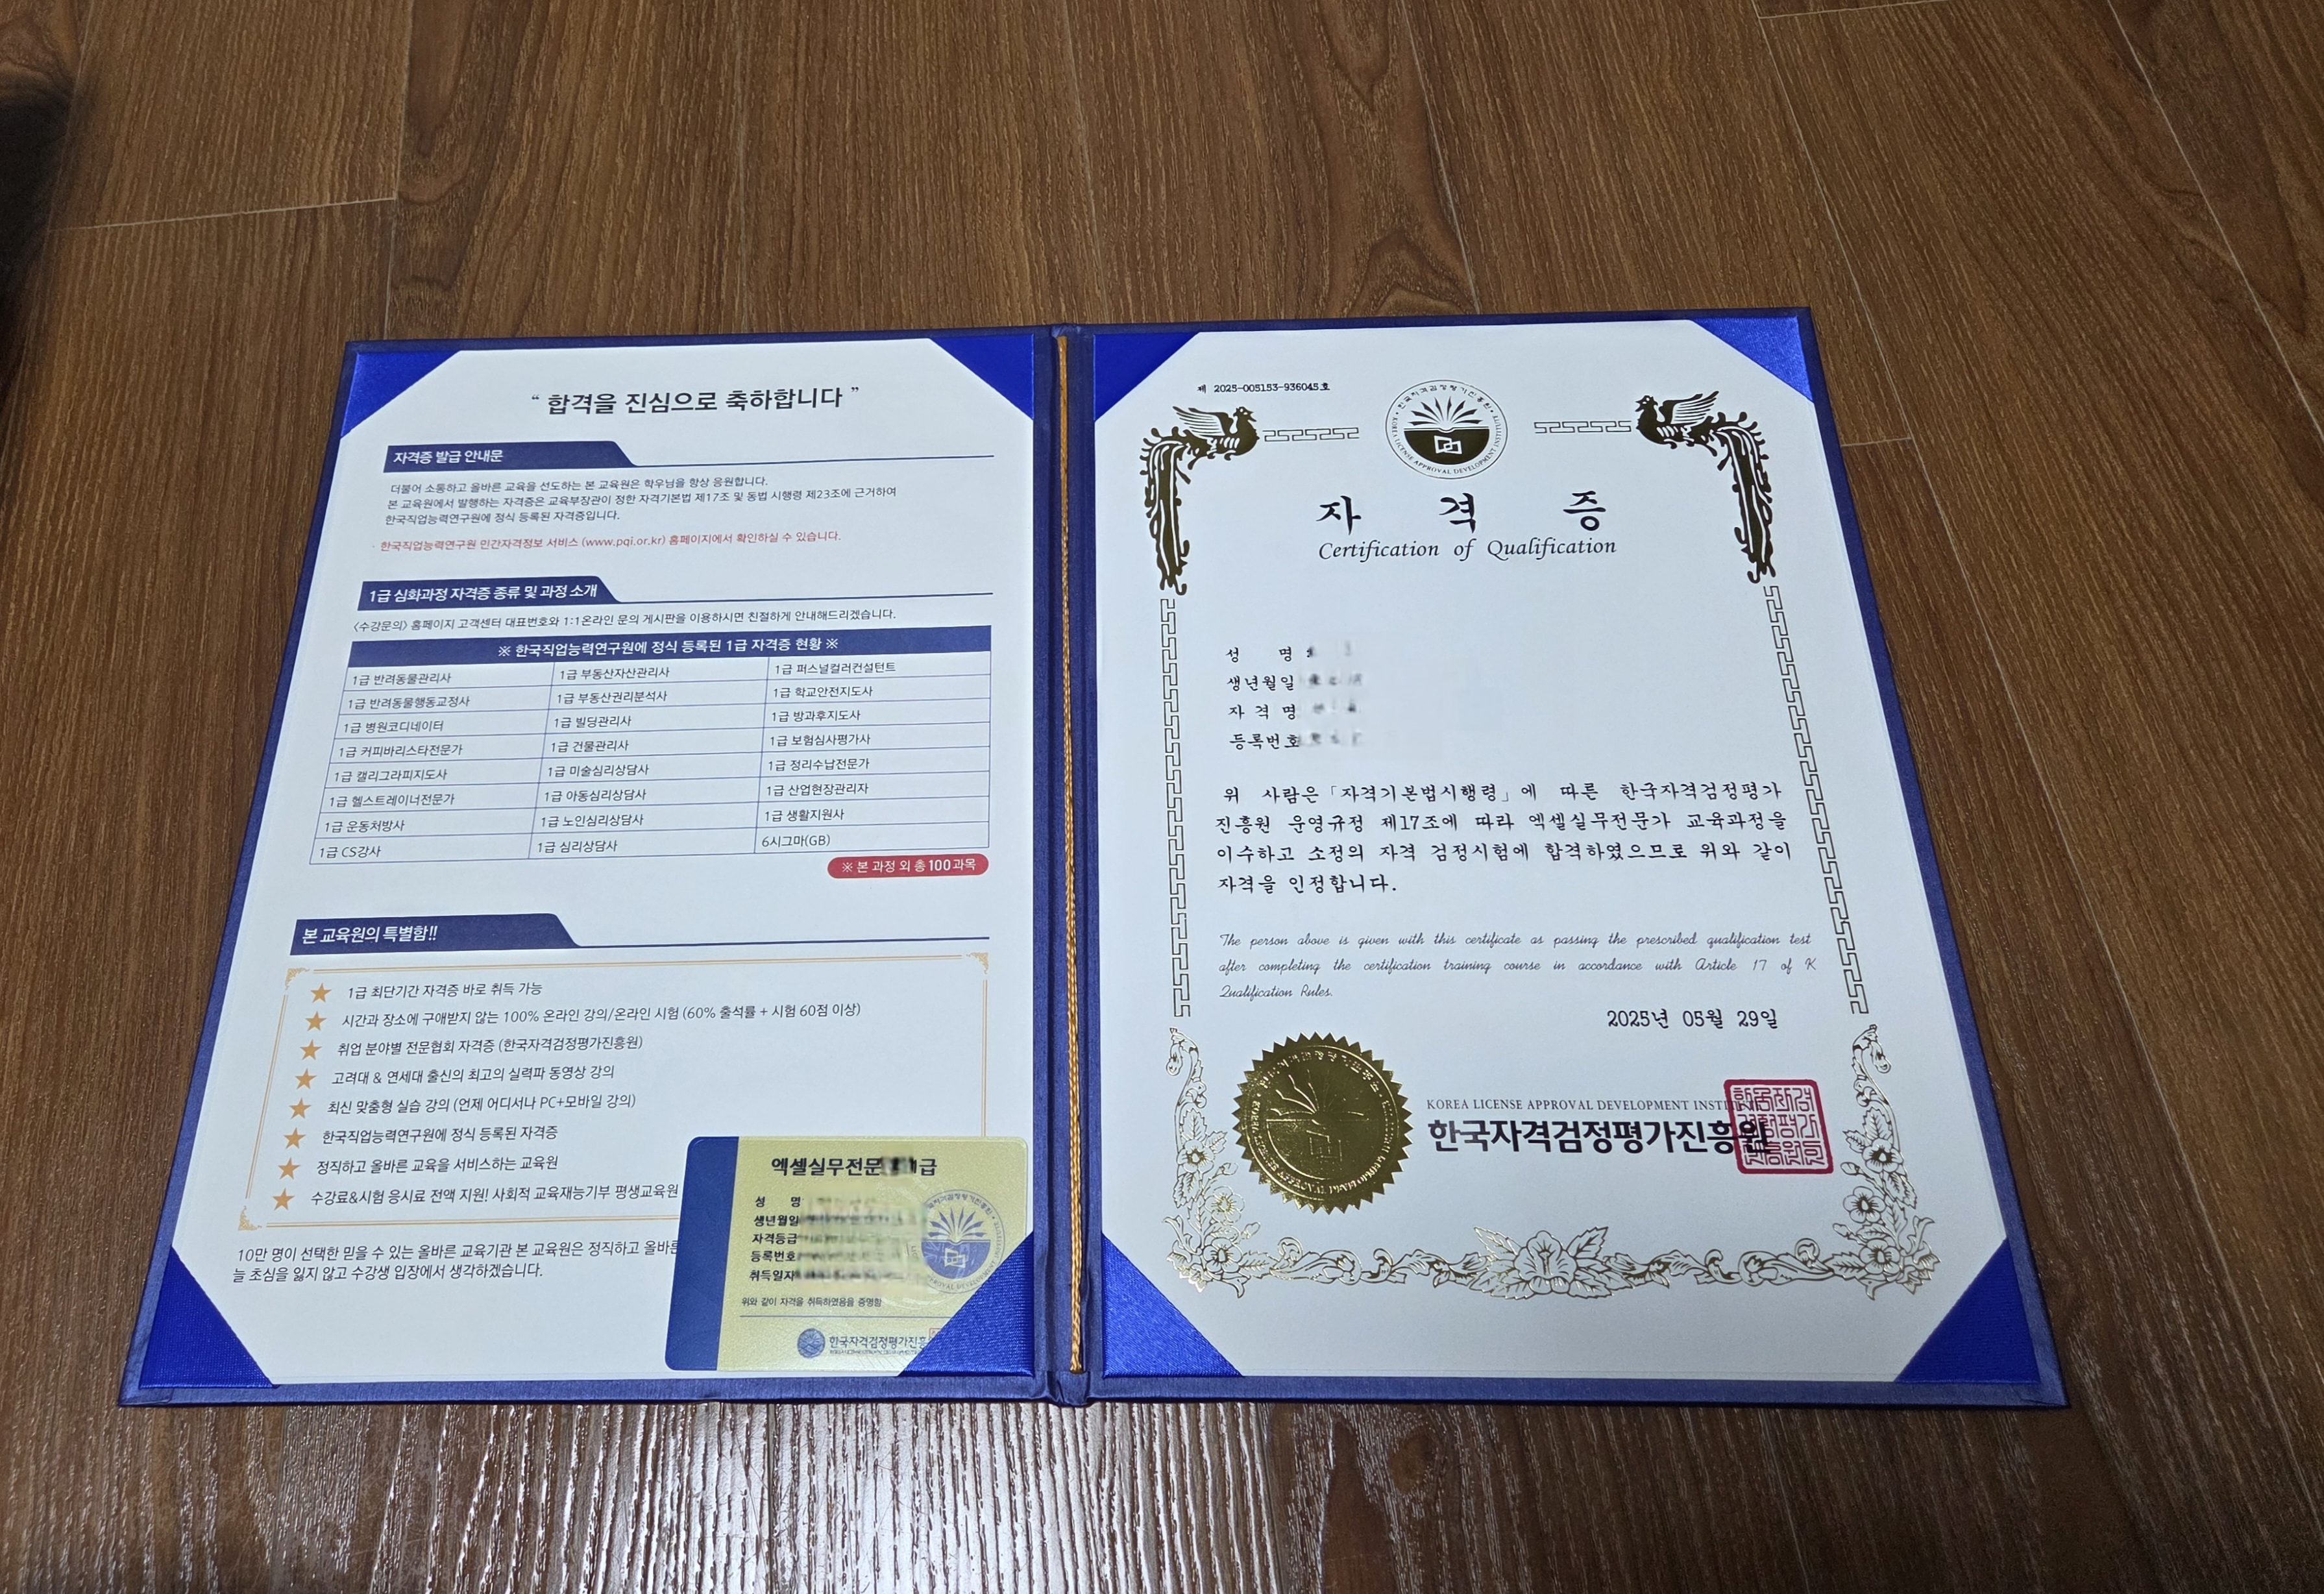 “ 합격을 진심으로 축하합니다 ”
자격증 발급 안내문
더불어 소통하고 올바른 교육을 선도하는 본 교육원은 학우님을 항상 응원합니다.
본 교육원에서 발행하는 자격증은 교육부장관이 정한 자격기본법 제17조 및 동법 시행령 제23조에 근거하여
한국직업능력연구원에 정식 등록된 자격증입니다.
· 한국직업능력연구원 민간자격정보 서비스 (www.pqi.or.kr) 홈페이지에서 확인하실 수 있습니다.
1급 심화과정 자격증 종류 및 과정 소개
<수강문의> 홈페이지 고객센터 대표번호와 1:1온라인 문의 게시판을 이용하시면 친절하게 안내해드리겠습니다.
※ 한국직업능력연구원에 정식 등록된 1급 자격증 현황 ※
1급 반려동물관리사 1급 부동산자산관리사 1급 퍼스널컬러컨설턴트
1급 반려동물행동교정사 1급 부동산권리분석사 1급 학교안전지도사
1급 병원코디네이터 1급 빌딩관리사 1급 방과후지도사
1급 커피바리스타전문가 1급 건물관리사 1급 보험심사평가사
1급 캘리그라피지도사 1급 미술심리상담사 1급 정리수납전문가
1급 헬스트레이너전문가 1급 아동심리상담사 1급 산업현장관리자
1급 운동처방사 1급 노인심리상담사 1급 생활지원사
1급 CS강사 1급 심리상담사 6시그마(GB)
※ 본 과정 외 총 100과목
본 교육원의 특별함!!
★ 1급 최단기간 자격증 바로 취득 가능
★ 시간과 장소에 구애받지 않는 100% 온라인 강의/온라인 시험 (60% 출석률 + 시험 60점 이상)
★ 취업 분야별 전문협회 자격증 (한국자격검정평가진흥원)
★ 고려대 & 연세대 출신의 최고의 실력파 동영상 강의
★ 최신 맞춤형 실습 강의 (언제 어디서나 PC+모바일 강의)
★ 한국직업능력연구원에 정식 등록된 자격증
★ 정직하고 올바른 교육을 서비스하는 교육원
★ 수강료&시험 응시료 전액 지원! 사회적 교육재능기부 평생교육원
10만 명이 선택한 믿을 수 있는 올바른 교육기관 본 교육원은 정직하고 올바른
늘 초심을 잃지 않고 수강생 입장에서 생각하겠습니다.
엑셀실무전문 급
성 명
생년월일
자격등급
등록번호
취득일자
위와 같이 자격을 취득하였음을 증명함
한국자격검정평가진흥
제 2025-005153-936045호
한국자격검정평가진흥원
KOREA LICENSE APPROVAL DEVELOPMENT INSTITUTE
자 격 증
Certification of Qualification
성 명
생년월일
자 격 명
등록번호
위 사람은 「자격기본법시행령」에 따른 한국자격검정평가
진흥원 운영규정 제17조에 따라 엑셀실무전문가 교육과정을
이수하고 소정의 자격 검정시험에 합격하였으므로 위와 같이
자격을 인정합니다.
The person above is given with this certificate as passing the prescribed qualification test
after completing the certification training course in accordance with Article 17 of K
Qualification Rules.
2025년 05월 29일
KOREA LICENSE APPROVAL DEVELOPMENT INSTI
한국자격검정평가진흥원